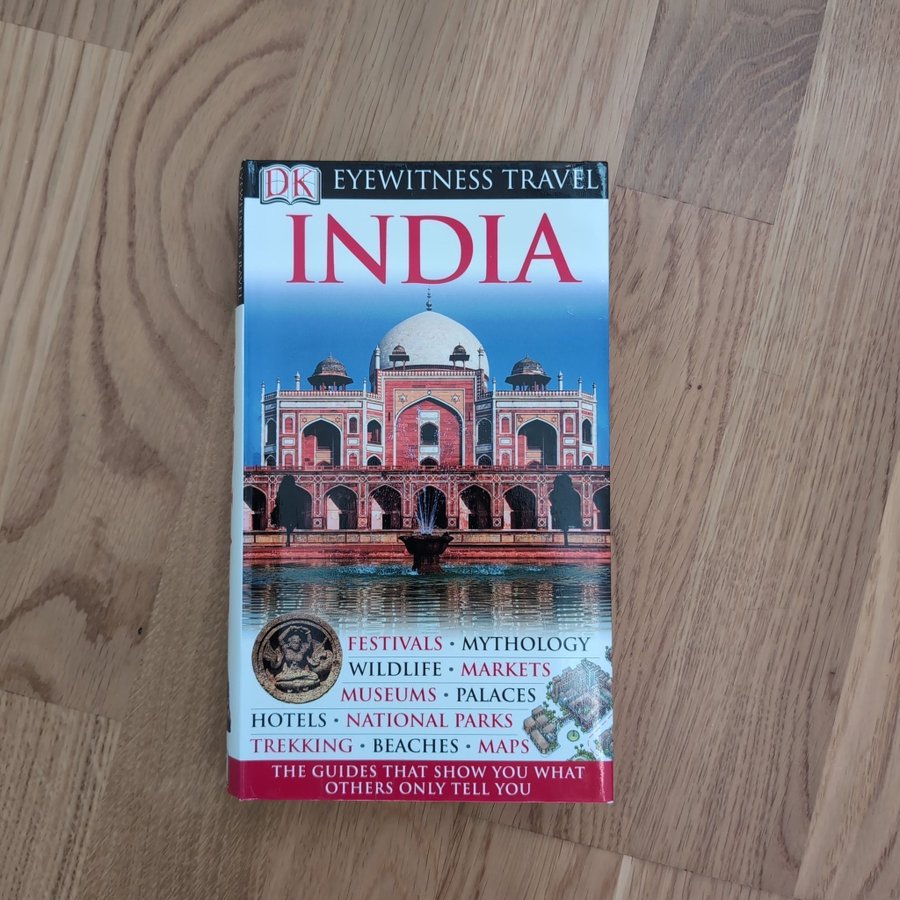 DK EYEWITNESS TRAVEL
INDIA
FESTIVALS · MYTHOLOGY
WILDLIFE · MARKETS
MUSEUMS · PALACES
HOTELS · NATIONAL PARKS
TREKKING · BEACHES · MAPS
THE GUIDES THAT SHOW YOU WHAT
OTHERS ONLY TELL YOU